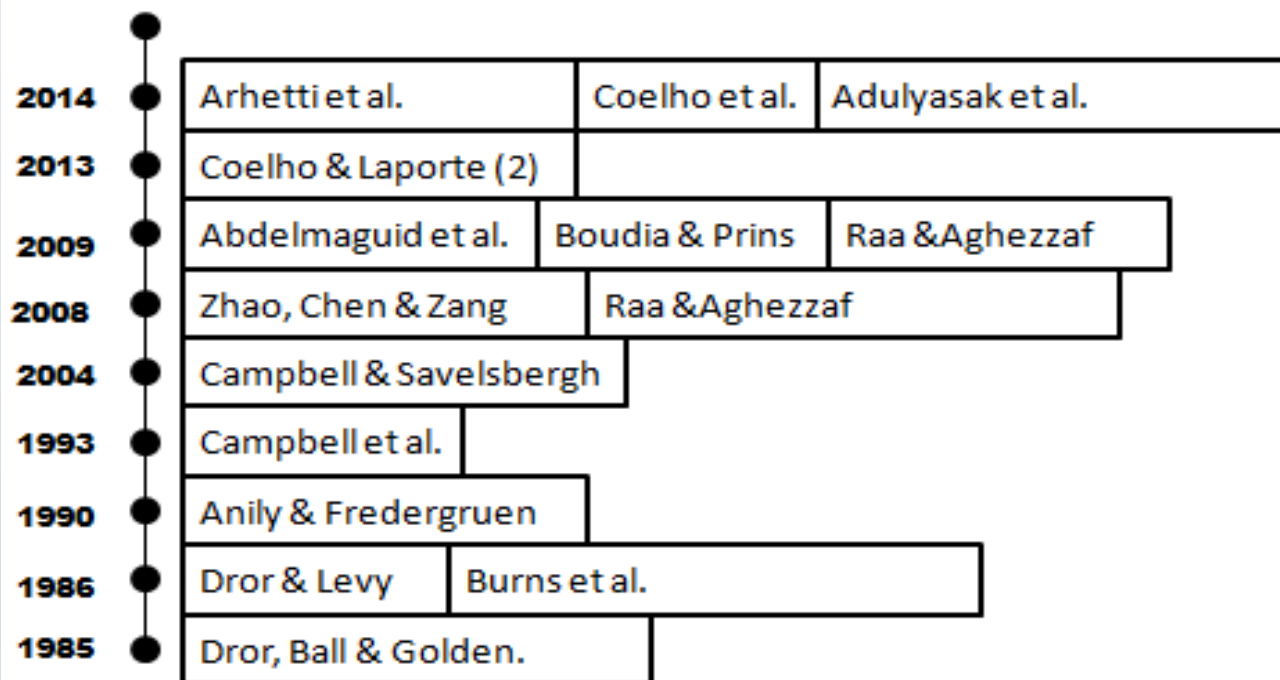 2014 Arhetti et al. Coelho et al. Adulyasak et al.
2013 Coelho & Laporte (2)
2009 Abdelmaguid et al. Boudia & Prins Raa &Aghezzaf
2008 Zhao, Chen & Zang Raa &Aghezzaf
2004 Campbell & Savelsbergh
1993 Campbell et al.
1990 Anily & Fredergruen
1986 Dror & Levy Burns et al.
1985 Dror, Ball & Golden.